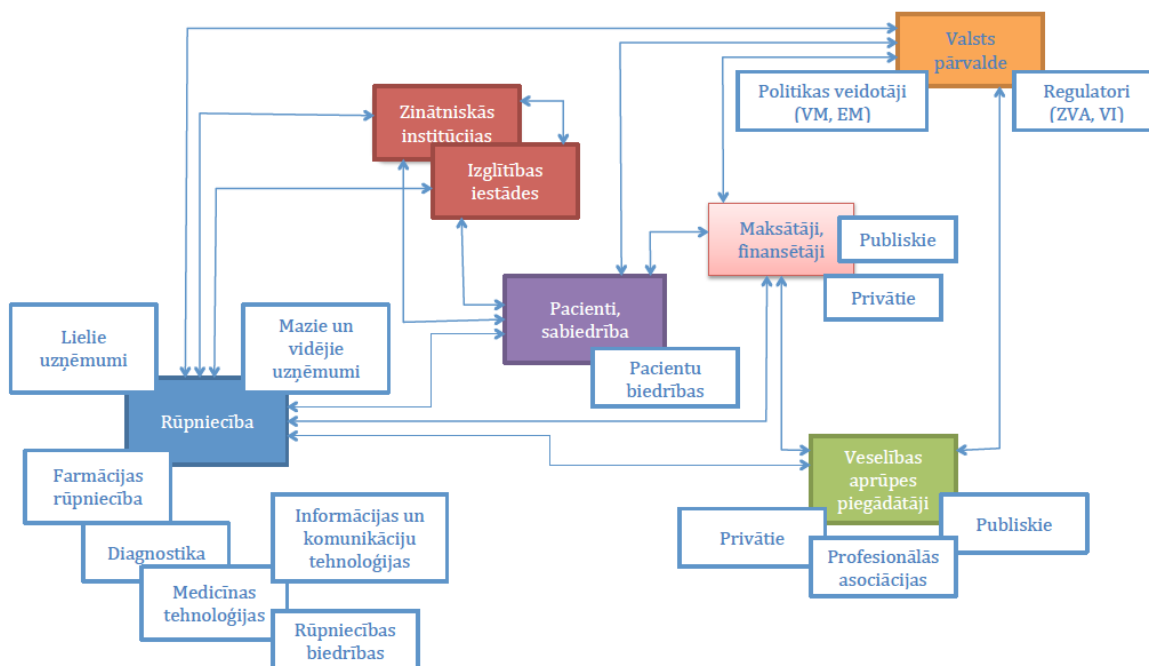 Valsts
pārvalde
Politikas veidotāji
(VM, EM)
Regulatori
(ZVA, VI)
Zinātniskās
institūcijas
Izglītības
iestādes
Maksātāji,
finansētāji
Publiskie
Privātie
Pacienti,
sabiedrība
Pacientu
biedrības
Lielie
uzņēmumi
Mazie un
vidējie
uzņēmumi
Rūpniecība
Farmācijas
rūpniecība
Diagnostika
Medicīnas
tehnoloģijas
Informācijas un
komunikāciju
tehnoloģijas
Rūpniecības
biedrības
Veselības
aprūpes
piegādātāji
Privātie
Profesionālās
asociācijas
Publiskie